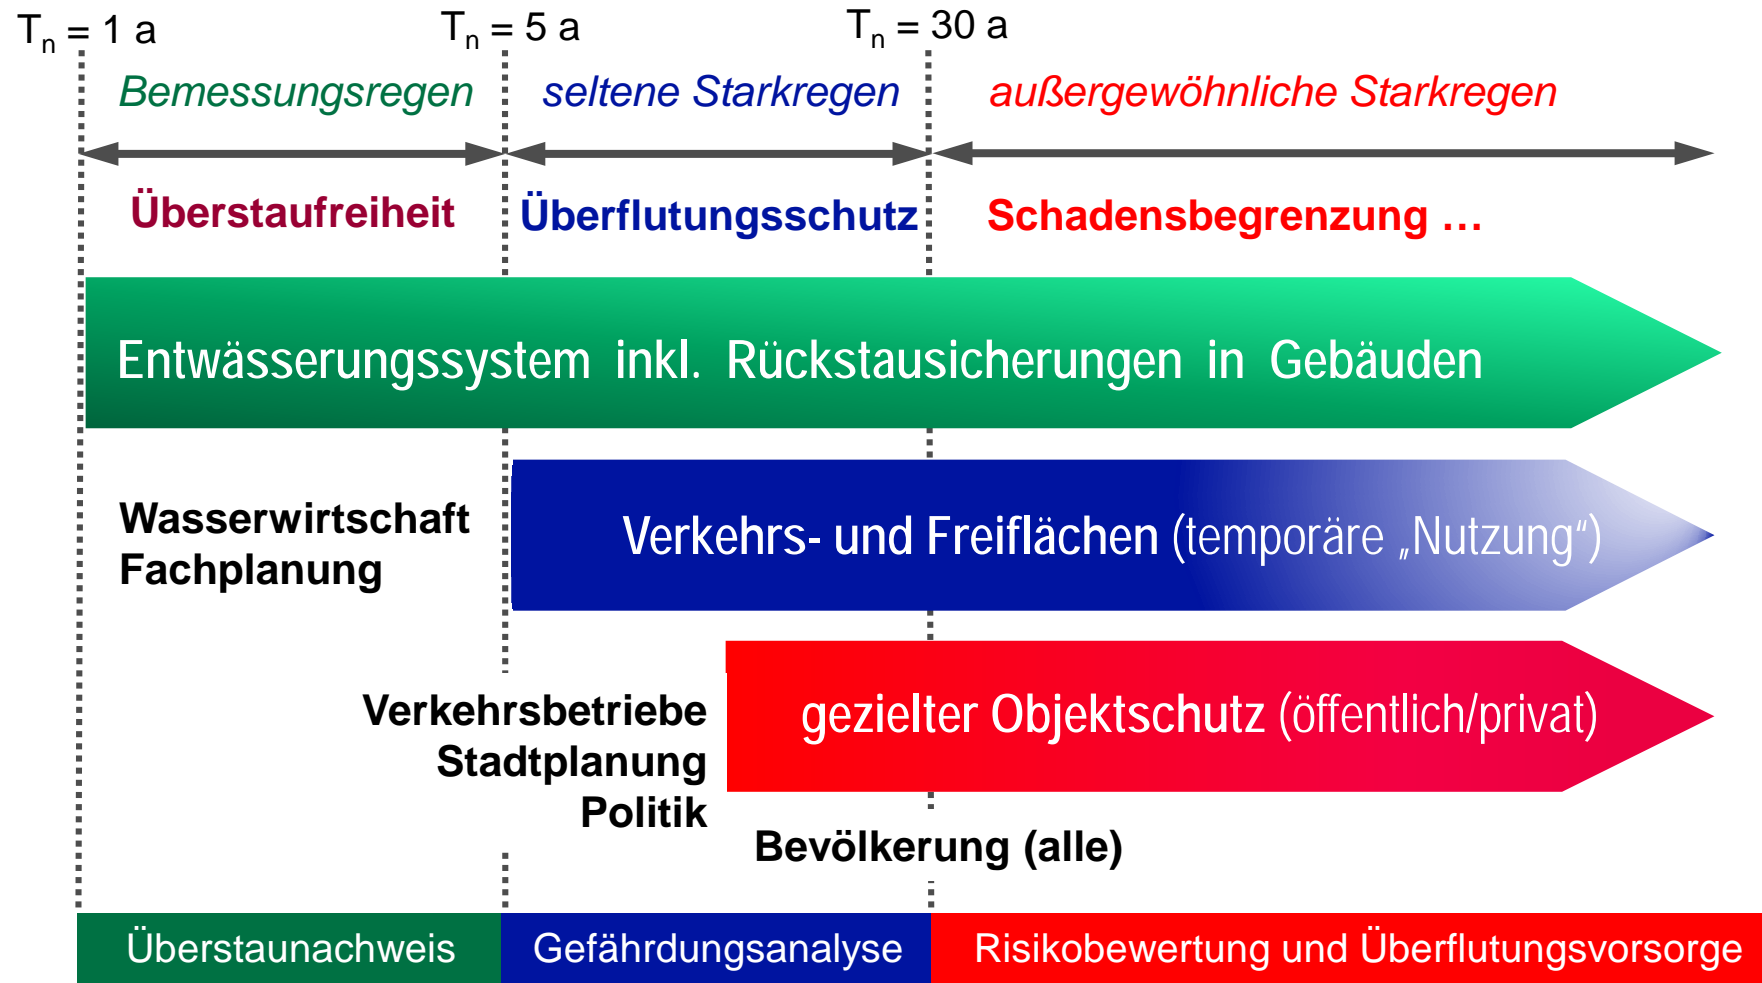 Tn = 1 a
Tn = 5 a
Tn = 30 a
Bemessungsregen
seltene Starkregen
außergewöhnliche Starkregen
Überstaufreiheit
Überflutungsschutz
Schadensbegrenzung …
Entwässerungssystem inkl. Rückstausicherungen in Gebäuden
Wasserwirtschaft
Fachplanung
Verkehrs- und Freiflächen (temporäre „Nutzung“)
Verkehrsbetriebe
Stadtplanung
Politik
gezielter Objektschutz (öffentlich/privat)
Bevölkerung (alle)
Überstaunachweis
Gefährdungsanalyse
Risikobewertung und Überflutungsvorsorge